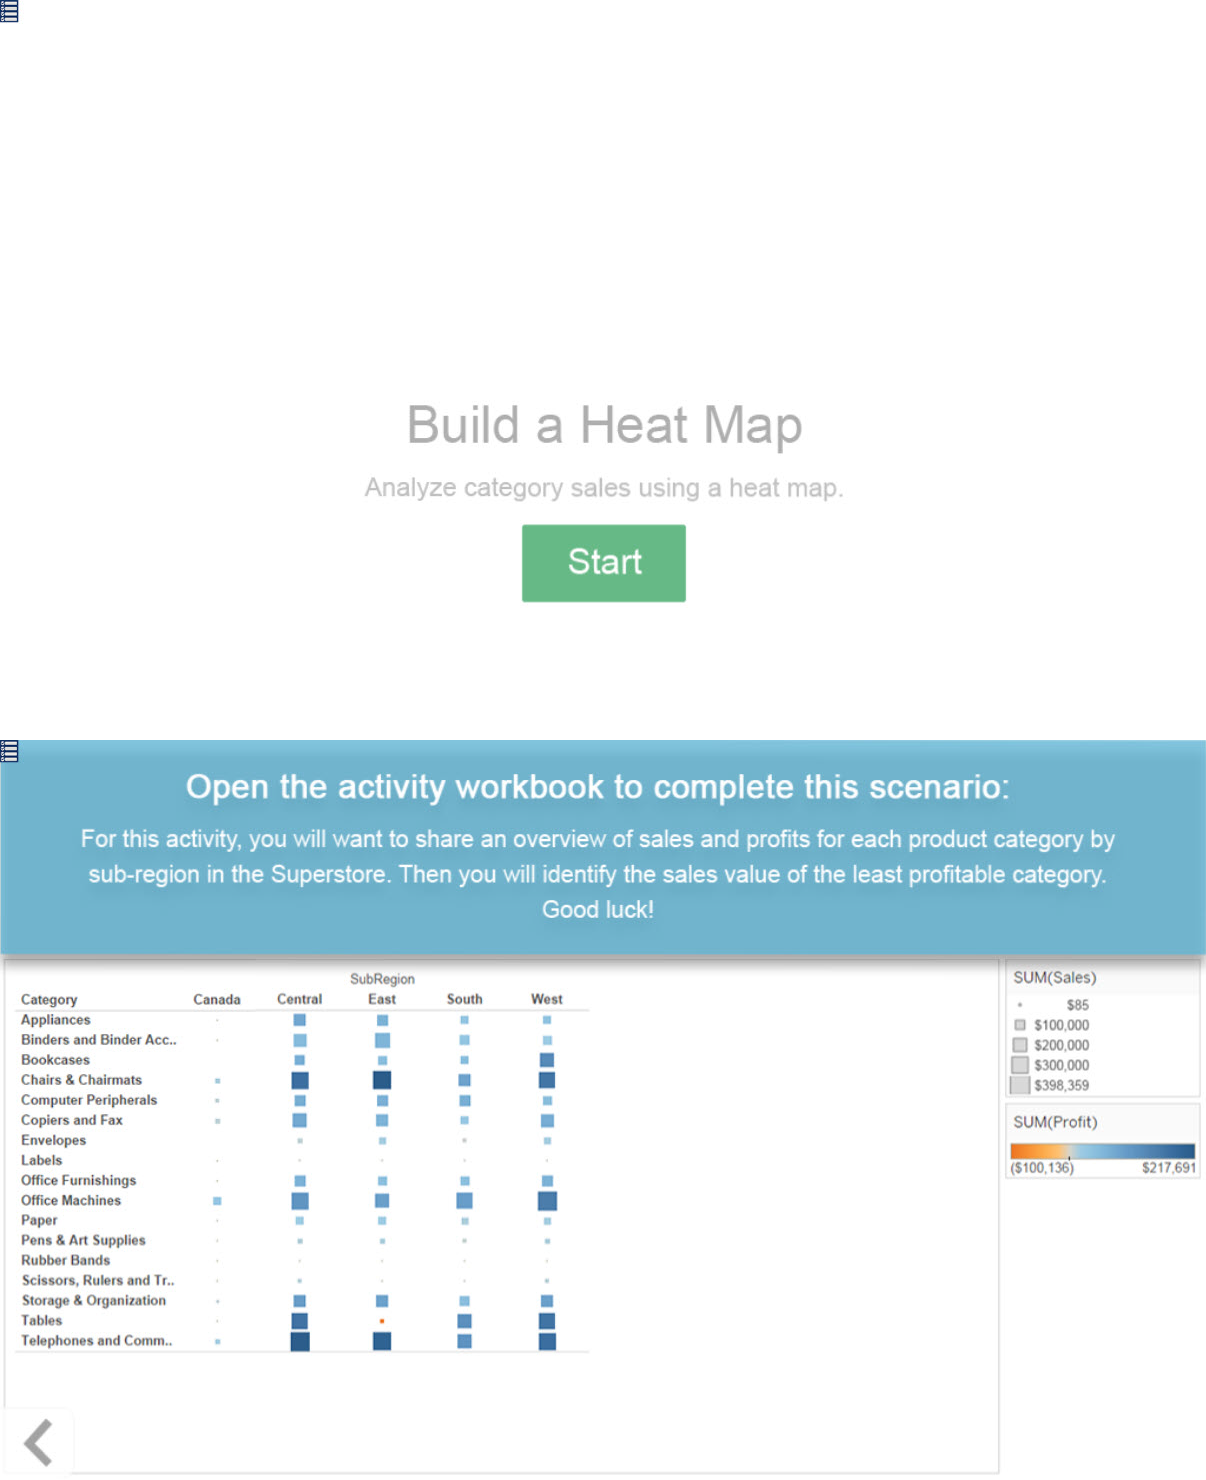 Build a Heat Map
Analyze category sales using a heat map.
Start
Open the activity workbook to complete this scenario:
For this activity, you will want to share an overview of sales and profits for each product category by
sub-region in the Superstore. Then you will identify the sales value of the least profitable category.
Good luck!
SubRegion
Category Canada Central East South West
Appliances
Binders and Binder Acc..
Bookcases
Chairs & Chairmats
Computer Peripherals
Copiers and Fax
Envelopes
Labels
Office Furnishings
Office Machines
Paper
Pens & Art Supplies
Rubber Bands
Scissors, Rulers and Tr..
Storage & Organization
Tables
Telephones and Comm..
SUM(Sales)
$85
$100,000
$200,000
$300,000
$398,359
SUM(Profit)
($100,136) $217,691